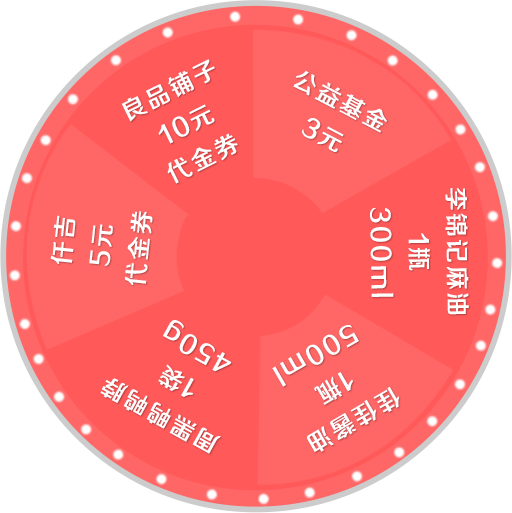 公益基金
3元
李锦记麻油
1瓶
300ml
佳佳酱油
1瓶
500ml
周黑鸭鸭脖
1袋
450g
仟吉
5元
代金券
良品铺子
10元
代金券